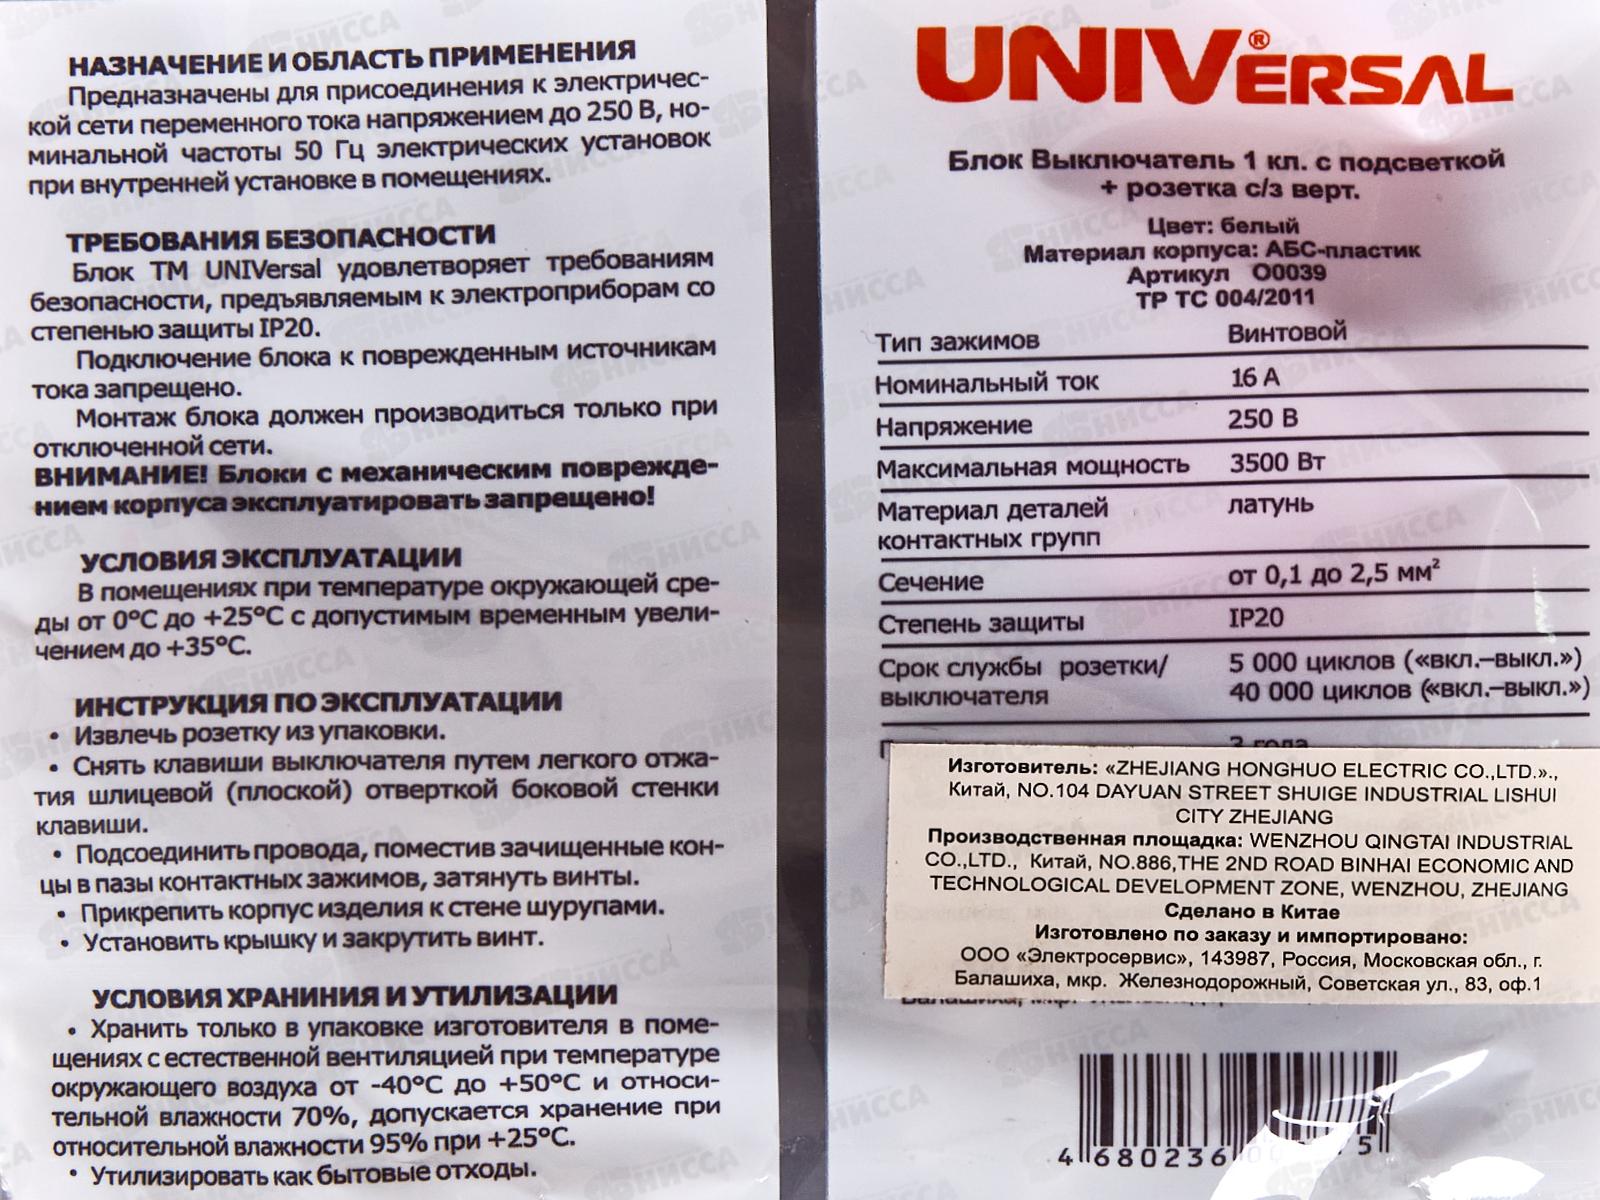 НАЗНАЧЕНИЕ И ОБЛАСТЬ ПРИМЕНЕНИЯ
Предназначены для присоединения к электричес-
кой сети переменного тока напряжением до 250 В, но-
минальной частоты 50 Гц электрических установок
при внутренней установке в помещениях.
ТРЕБОВАНИЯ БЕЗОПАСНОСТИ
Блок ТМ UNIVersal удовлетворяет требованиям
безопасности, предъявляемым к электроприборам со
степенью защиты IP20.
Подключение блока к поврежденным источникам
тока запрещено.
Монтаж блока должен производиться только при
отключенной сети.
ВНИМАНИЕ! Блоки с механическим поврежде-
нием корпуса эксплуатировать запрещено!
УСЛОВИЯ ЭКСПЛУАТАЦИИ
В помещениях при температуре окружающей сре-
ды от 0°С до +25°С с допустимым временным увели-
чением до +35°С.
ИНСТРУКЦИЯ ПО ЭКСПЛУАТАЦИИ
• Извлечь розетку из упаковки.
• Снять клавиши выключателя путем легкого отжа-
тия шлицевой (плоской) отверткой боковой стенки
клавиши.
• Подсоединить провода, поместив зачищенные кон-
цы в пазы контактных зажимов, затянуть винты.
• Прикрепить корпус изделия к стене шурупами.
• Установить крышку и закрутить винт.
УСЛОВИЯ ХРАНИНИЯ И УТИЛИЗАЦИИ
• Хранить только в упаковке изготовителя в поме-
щениях с естественной вентиляцией при температуре
окружающего воздуха от -40°С до +50°С и относи-
тельной влажности 70%, допускается хранение при
относительной влажности 95% при +25°С.
• Утилизировать как бытовые отходы.
UNIVERSAL®
Блок Выключатель 1 кл. с подсветкой
+ розетка с/з верт.
Цвет: белый
Материал корпуса: АБС-пластик
Артикул О0039
ТР ТС 004/2011
Тип зажимов Винтовой
Номинальный ток 16 А
Напряжение 250 В
Максимальная мощность 3500 Вт
Материал деталей латунь
контактных групп
Сечение от 0,1 до 2,5 мм²
Степень защиты IP20
Срок службы розетки/ 5 000 циклов («вкл.–выкл.»)
выключателя 40 000 циклов («вкл.–выкл.»)
3 года
Изготовитель: «ZHEJIANG HONGHUO ELECTRIC CO.,LTD.».,
Китай, NO.104 DAYUAN STREET SHUIGE INDUSTRIAL LISHUI
CITY ZHEJIANG
Производственная площадка: WENZHOU QINGTAI INDUSTRIAL
CO.,LTD., Китай, NO.886,THE 2ND ROAD BINHAI ECONOMIC AND
TECHNOLOGICAL DEVELOPMENT ZONE, WENZHOU, ZHEJIANG
Сделано в Китае
Изготовлено по заказу и импортировано:
ООО «Электросервис», 143987, Россия, Московская обл., г.
Балашиха, мкр. Железнодорожный, Советская ул., 83, оф.1
4 680236 5